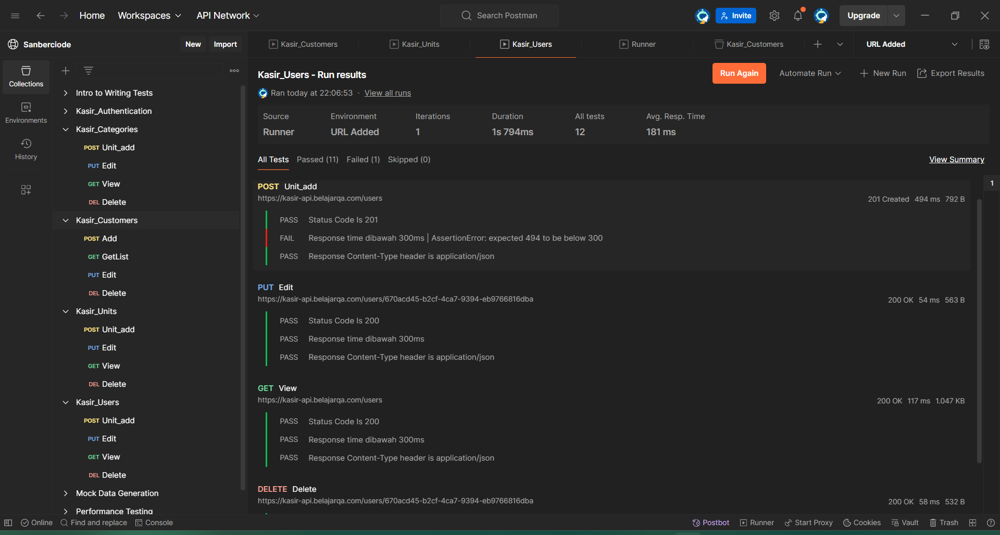 Home Workspaces API Network Search Postman Invite Upgrade
Sanberciode New Import Kasir_Customers Kasir_Units Kasir_Users Runner Kasir_Customers URL Added
Collections
Environments
History
Intro to Writing Tests
Kasir_Authentication
Kasir_Categories
POST Unit_add
PUT Edit
GET View
DEL Delete
Kasir_Customers
POST Add
GET GetList
PUT Edit
DEL Delete
Kasir_Units
POST Unit_add
PUT Edit
GET View
DEL Delete
Kasir_Users
POST Unit_add
PUT Edit
GET View
DEL Delete
Mock Data Generation
Performance Testing
Kasir_Users - Run results Run Again Automate Run New Run Export Results
Ran today at 22:06:53 · View all runs
Source Environment Iterations Duration All tests Avg. Resp. Time
Runner URL Added 1 1s 794ms 12 181 ms
All Tests Passed (11) Failed (1) Skipped (0) View Summary
1
POST Unit_add
https://kasir-api.belajarqa.com/users 201 Created 494 ms 792 B
PASS Status Code Is 201
FAIL Response time dibawah 300ms | AssertionError: expected 494 to be below 300
PASS Response Content-Type header is application/json
PUT Edit
https://kasir-api.belajarqa.com/users/670acd45-b2cf-4ca7-9394-eb9766816dba 200 OK 54 ms 563 B
PASS Status Code Is 200
PASS Response time dibawah 300ms
PASS Response Content-Type header is application/json
GET View
https://kasir-api.belajarqa.com/users 200 OK 117 ms 1.047 KB
PASS Status Code Is 200
PASS Response time dibawah 300ms
PASS Response Content-Type header is application/json
DELETE Delete
https://kasir-api.belajarqa.com/users/670acd45-b2cf-4ca7-9394-eb9766816dba 200 OK 58 ms 532 B
Online Find and replace Console Postbot Runner Start Proxy Cookies Vault Trash